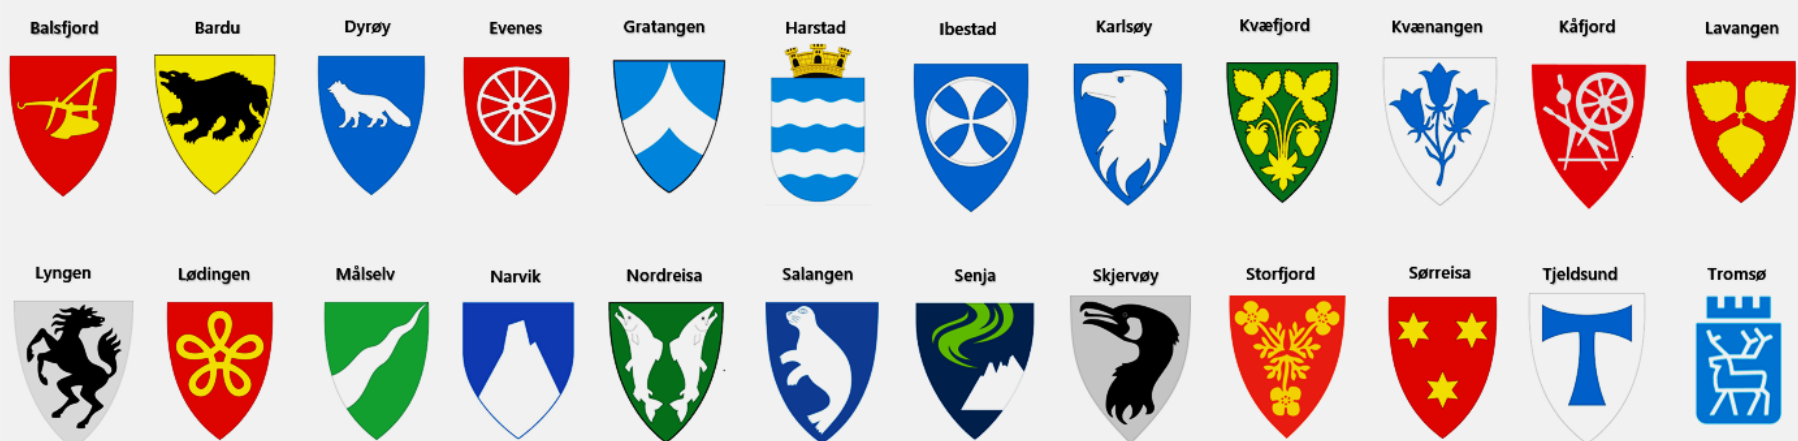 Balsfjord Bardu Dyrøy Evenes Gratangen Harstad Ibestad Karlsøy Kvæfjord Kvænangen Kåfjord Lavangen
Lyngen Lødingen Målselv Narvik Nordreisa Salangen Senja Skjervøy Storfjord Sørreisa Tjeldsund Tromsø